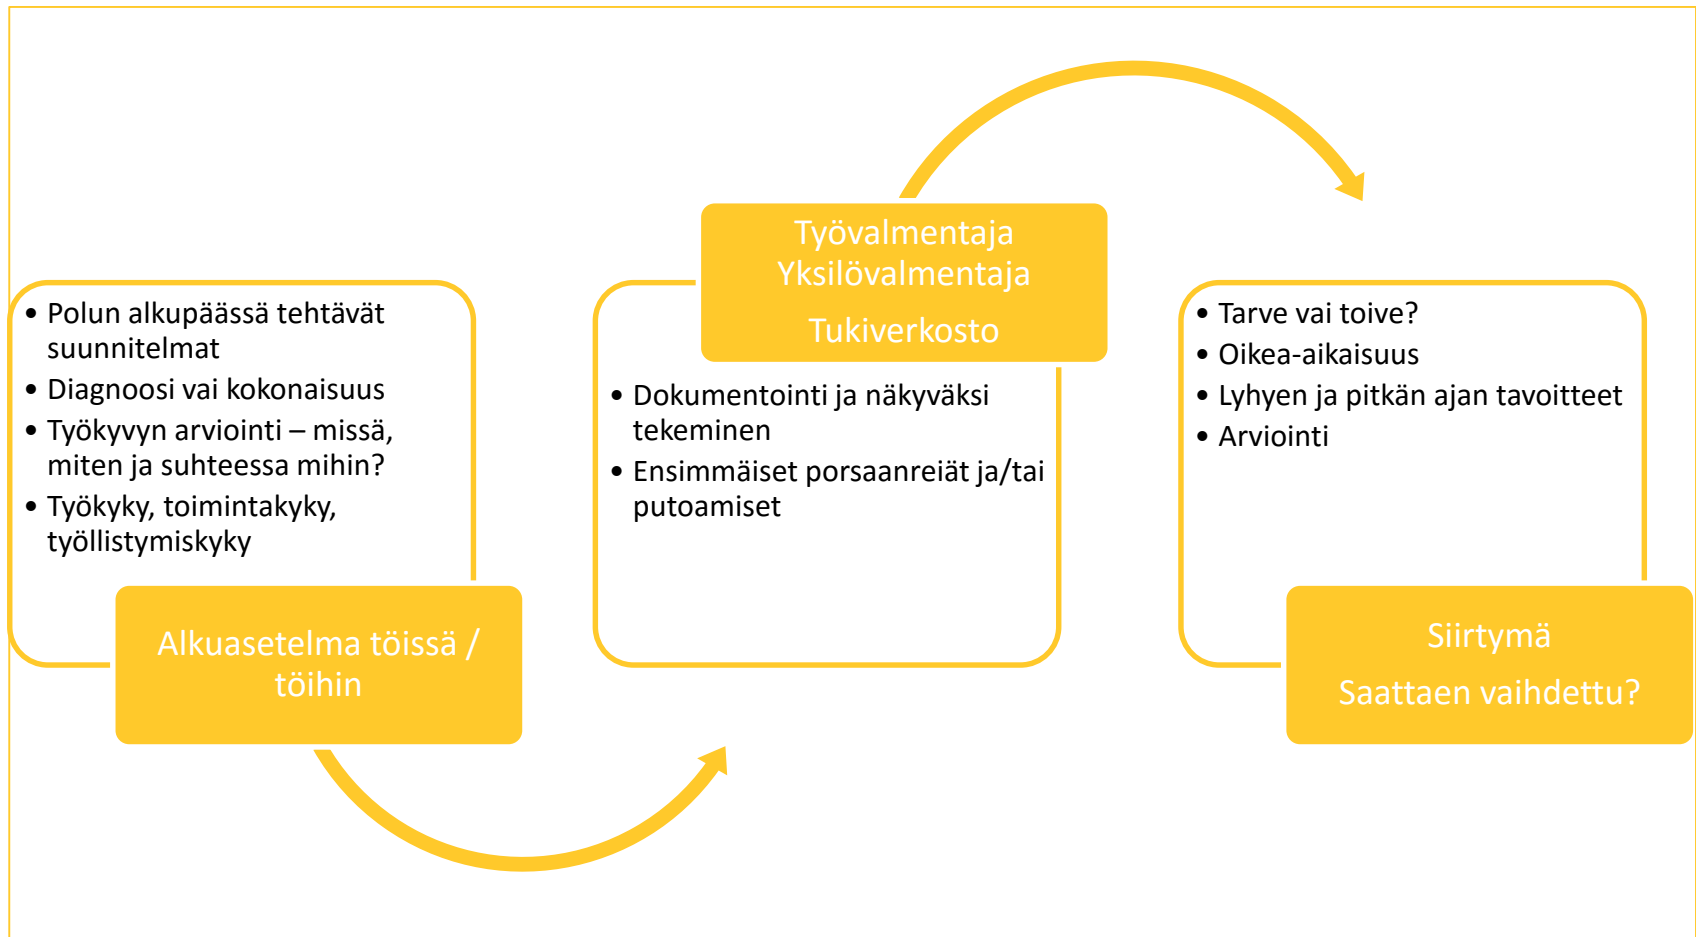 • Polun alkupäässä tehtävät
suunnitelmat
• Diagnoosi vai kokonaisuus
• Työkyvyn arviointi – missä,
miten ja suhteessa mihin?
• Työkyky, toimintakyky,
työllistymiskyky
Alkuasetelma töissä /
töihin
Työvalmentaja
Yksilövalmentaja
Tukiverkosto
• Dokumentointi ja näkyväksi
tekeminen
• Ensimmäiset porsaanreiät ja/tai
putoamiset
• Tarve vai toive?
• Oikea-aikaisuus
• Lyhyen ja pitkän ajan tavoitteet
• Arviointi
Siirtymä
Saattaen vaihdettu?